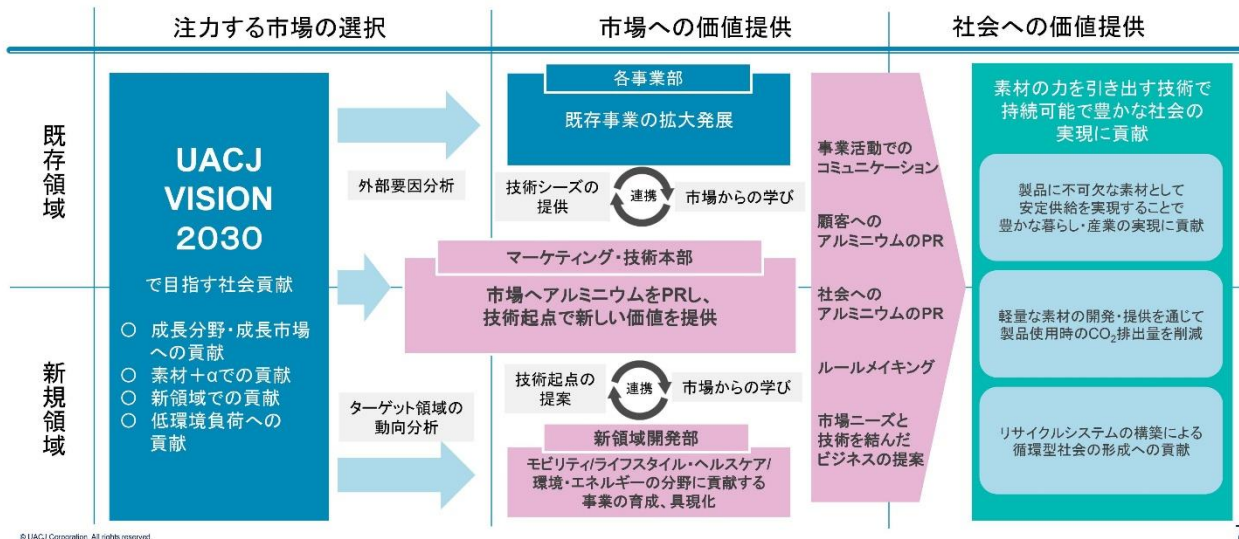 注力する市場の選択
市場への価値提供
社会への価値提供
既存領域
新規領域
UACJ
VISION
2030
で目指す社会貢献
○ 成長分野・成長市場
への貢献
○ 素材＋αでの貢献
○ 新領域での貢献
○ 低環境負荷への
貢献
外部要因分析
ターゲット領域の
動向分析
各事業部
既存事業の拡大発展
技術シーズの
提供
連携
市場からの学び
マーケティング・技術本部
市場へアルミニウムをPRし、
技術起点で新しい価値を提供
技術起点の
提案
連携
市場からの学び
新領域開発部
モビリティ/ライフスタイル・ヘルスケア/
環境・エネルギーの分野に貢献する
事業の育成、具現化
事業活動での
コミュニケーション
顧客への
アルミニウムのPR
社会への
アルミニウムのPR
ルールメイキング
市場ニーズと
技術を結んだ
ビジネスの提案
素材の力を引き出す技術で
持続可能で豊かな社会の
実現に貢献
製品に不可欠な素材として
安定供給を実現することで
豊かな暮らし・産業の実現に貢献
軽量な素材の開発・提供を通じて
製品使用時のCO₂排出量を削減
リサイクルシステムの構築による
循環型社会の形成への貢献
© UACJ Corporation. All rights reserved